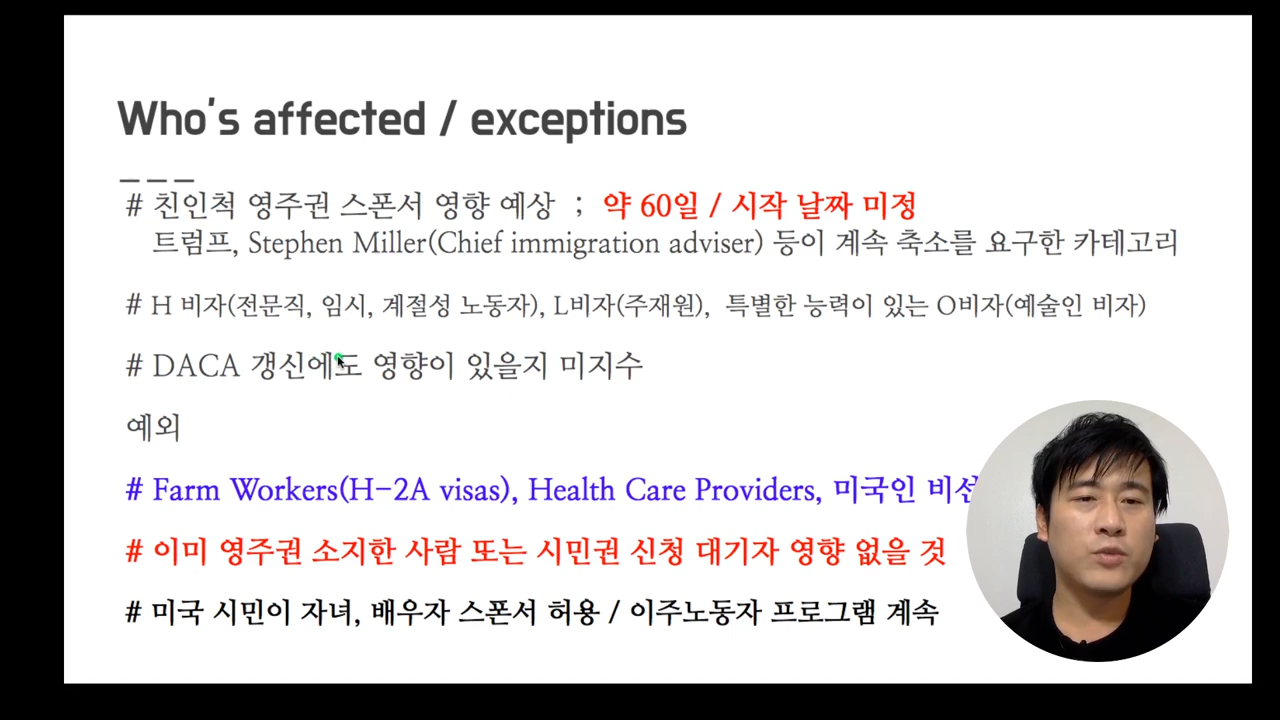 Who's affected / exceptions
# 친인척 영주권 스폰서 영향 예상 ; 약 60일 / 시작 날짜 미정
트럼프, Stephen Miller(Chief immigration adviser) 등이 계속 축소를 요구한 카테고리
# H 비자(전문직, 임시, 계절성 노동자), L비자(주재원), 특별한 능력이 있는 O비자(예술인 비자)
# DACA 갱신에도 영향이 있을지 미지수
예외
# Farm Workers(H-2A visas), Health Care Providers, 미국인
# 이미 영주권 소지한 사람 또는 시민권 신청 대기자 영향 없을 것
# 미국 시민이 자녀, 배우자 스폰서 허용 / 이주노동자 프로그램 계속